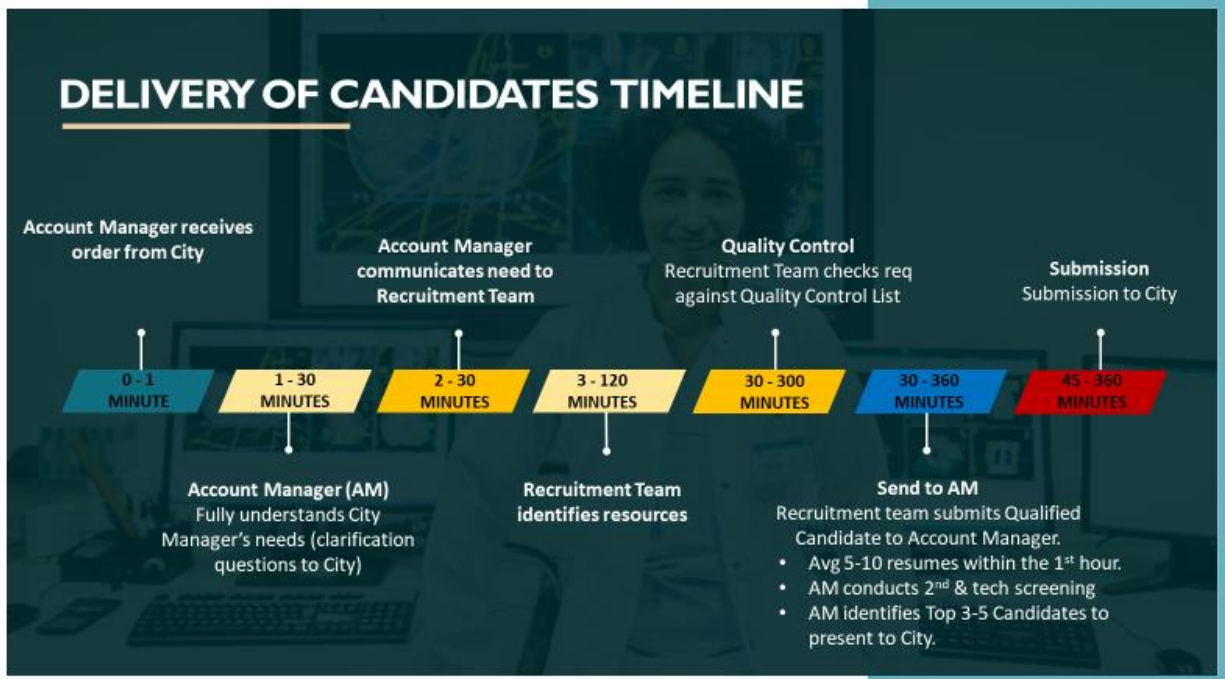 DELIVERY OF CANDIDATES TIMELINE
Account Manager receives
order from City
Account Manager
communicates need to
Recruitment Team
Quality Control
Recruitment Team checks req
against Quality Control List
Submission
Submission to City
0 - 1
MINUTE
1 - 30
MINUTES
2 - 30
MINUTES
3 - 120
MINUTES
30 - 300
MINUTES
30 - 360
MINUTES
45 - 360
MINUTES
Account Manager (AM)
Fully understands City
Manager's needs (clarification
questions to City)
Recruitment Team
identifies resources
Send to AM
Recruitment team submits Qualified
Candidate to Account Manager.
• Avg 5-10 resumes within the 1st hour.
• AM conducts 2nd & tech screening
• AM identifies Top 3-5 Candidates to
present to City.